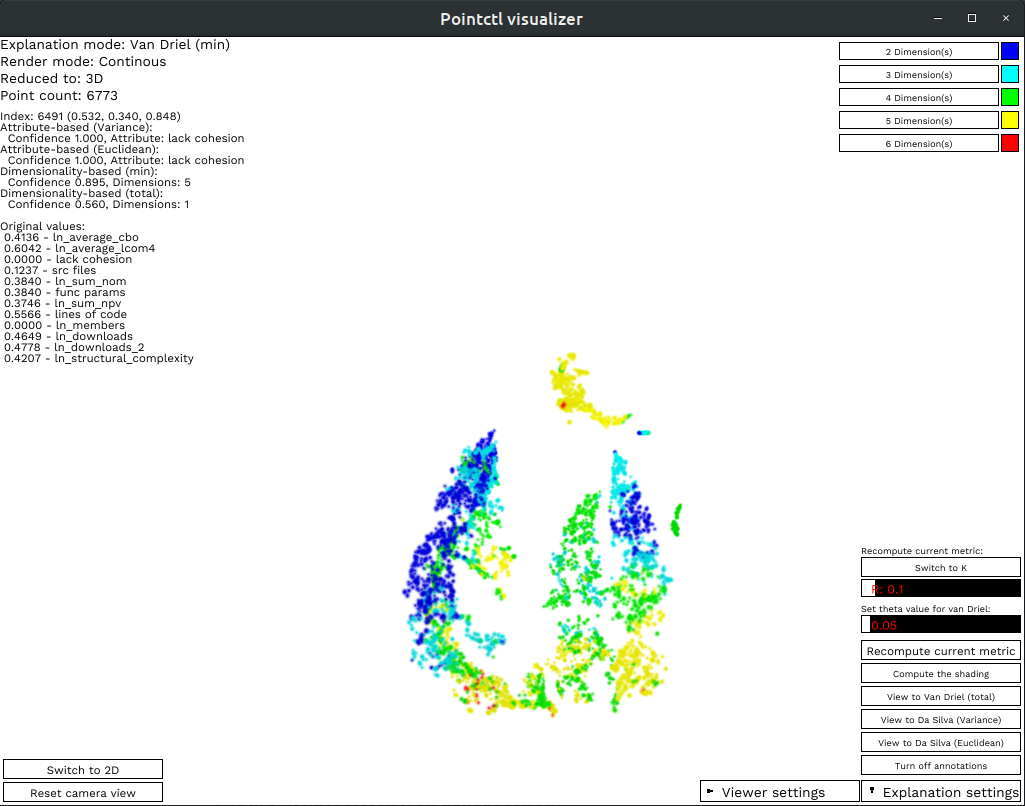 Pointctl visualizer
Explanation mode: Van Driel (min)
Render mode: Continous
Reduced to: 3D
Point count: 6773
Index: 6491 (0.532, 0.340, 0.848)
Attribute-based (Variance):
Confidence 1.000, Attribute: lack cohesion
Attribute-based (Euclidean):
Confidence 1.000, Attribute: lack cohesion
Dimensionality-based (min):
Confidence 0.895, Dimensions: 5
Dimensionality-based (total):
Confidence 0.560, Dimensions: 1
Original values:
0.4136 - ln_average_cbo
0.6042 - ln_average_lcom4
0.0000 - lack cohesion
0.1237 - src files
0.3840 - ln_sum_nom
0.3840 - func params
0.3746 - ln_sum_npv
0.5566 - lines of code
0.0000 - ln_members
0.4649 - ln_downloads
0.4778 - ln_downloads_2
0.4207 - ln_structural_complexity
2 Dimension(s)
3 Dimension(s)
4 Dimension(s)
5 Dimension(s)
6 Dimension(s)
Recompute current metric:
Switch to K
R: 0.1
Set theta value for van Driel:
0.05
Recompute current metric
Compute the shading
View to Van Driel (total)
View to Da Silva (Variance)
View to Da Silva (Euclidean)
Turn off annotations
Switch to 2D
Reset camera view
Viewer settings
Explanation settings